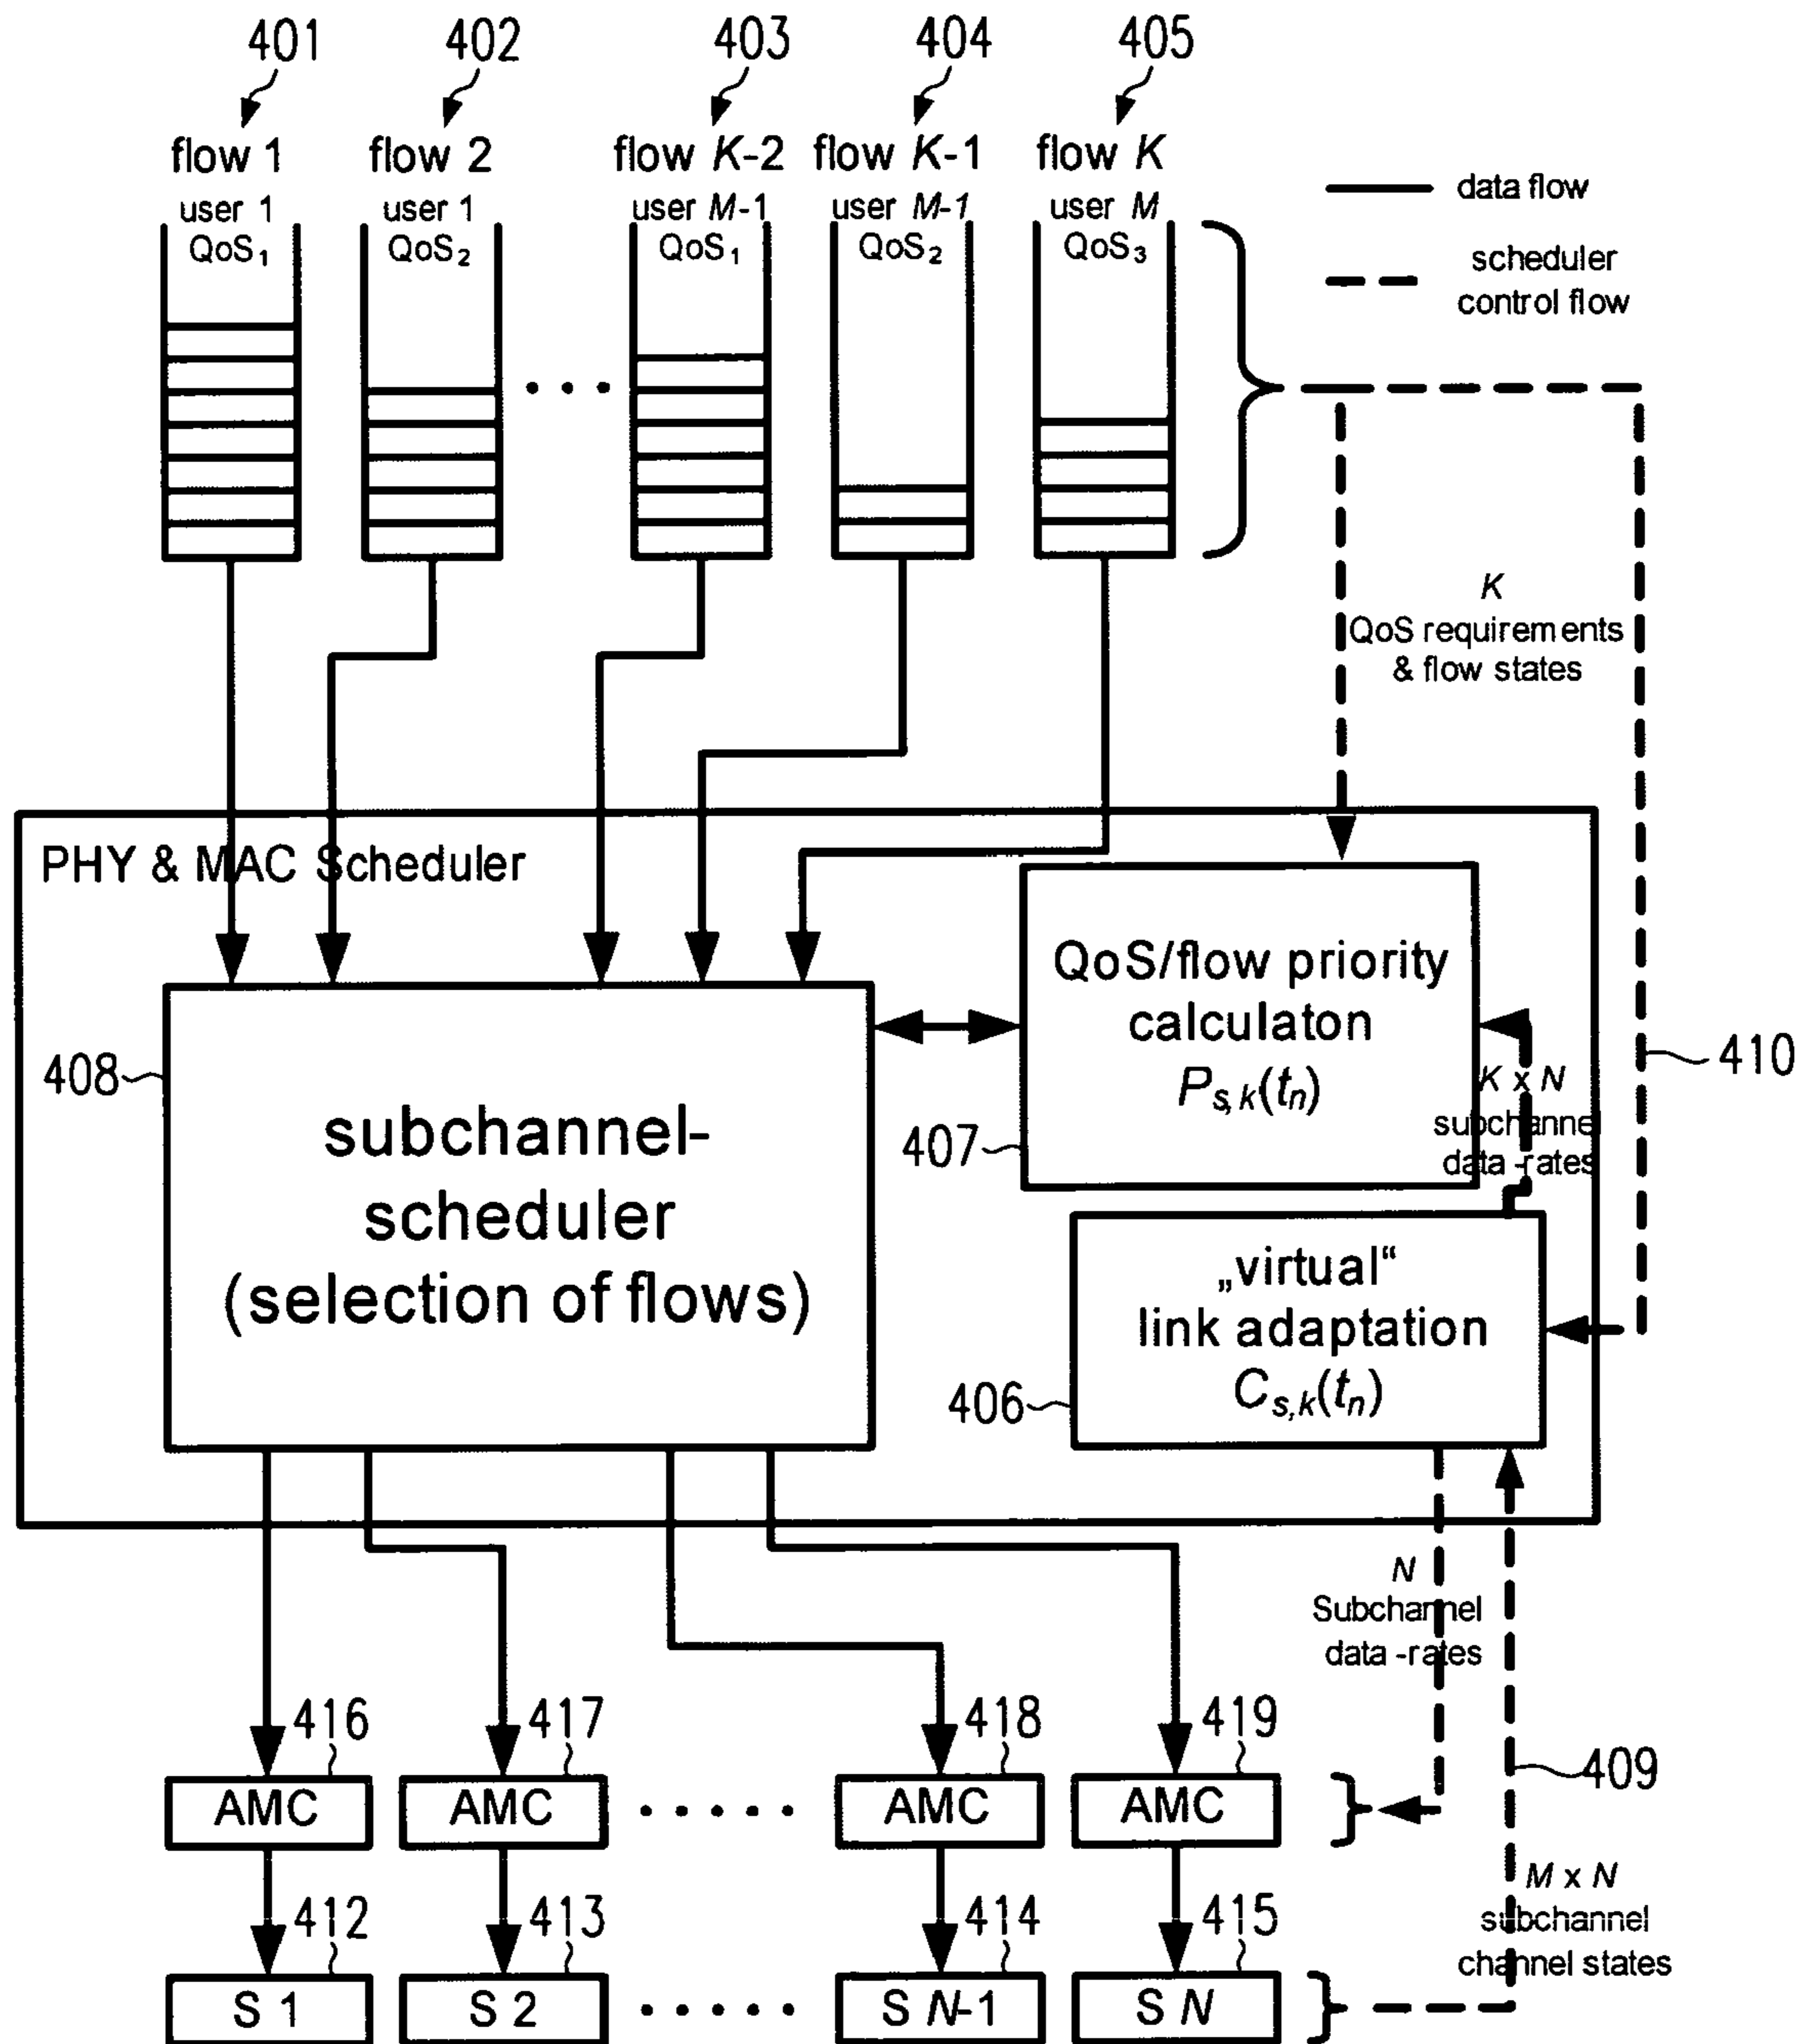 401 402 403 404 405
flow 1 flow 2 flow K-2 flow K-1 flow K
user 1 user 1 user M-1 user M-1 user M
QoS₁ QoS₂ QoS₁ QoS₂ QoS₃
data flow
scheduler
control flow
K
QoS requirements
& flow states
PHY & MAC Scheduler
QoS/flow priority
calculaton
Pₛ,ₖ(tₙ)
407
K x N
subchannel
data -rates
410
408
subchannel-
scheduler
(selection of flows)
„virtual“
link adaptation
Cₛ,ₖ(tₙ)
406
N
Subchannel
data -rates
409
416 417 418 419
AMC AMC AMC AMC
M x N
subchannel
channel states
412 413 414 415
S 1 S 2 S N-1 S N